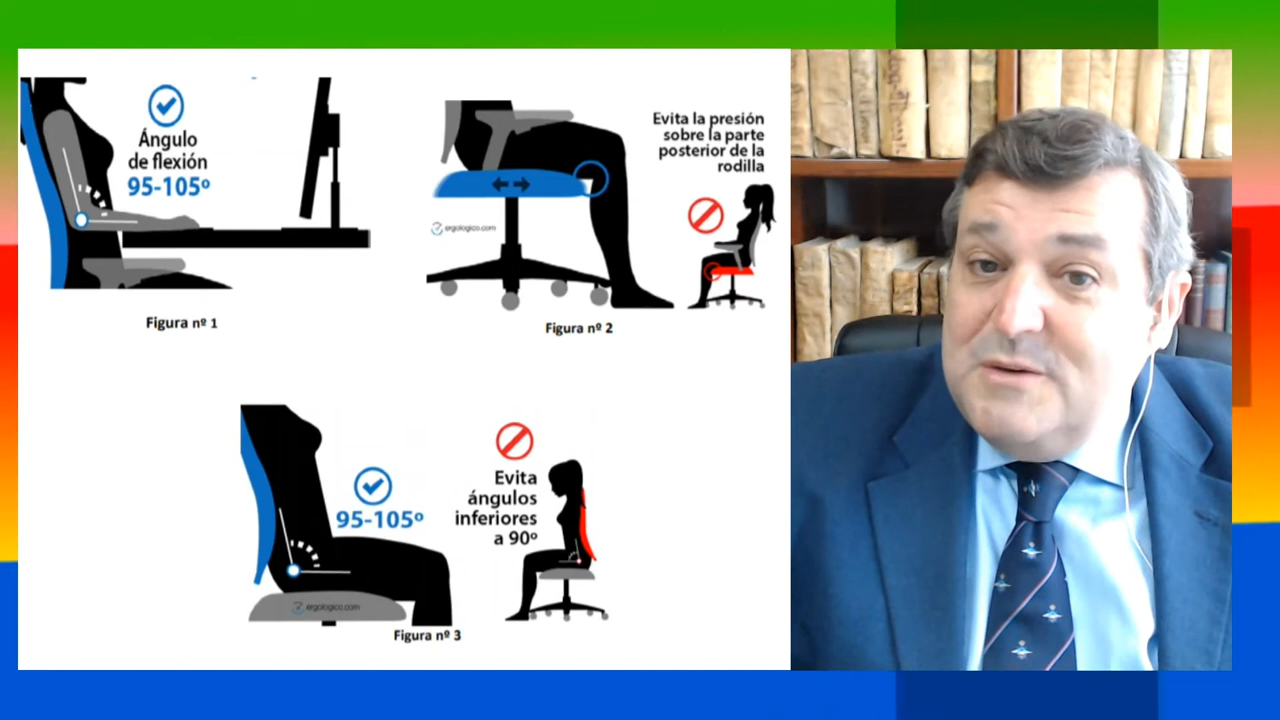 Ángulo
de flexión
95-105º
Figura nº 1
Evita la presión
sobre la parte
posterior de la
rodilla
ergologico.com
Figura nº 2
95-105º
Evita
ángulos
inferiores
a 90º
ergologico.com
Figura nº 3